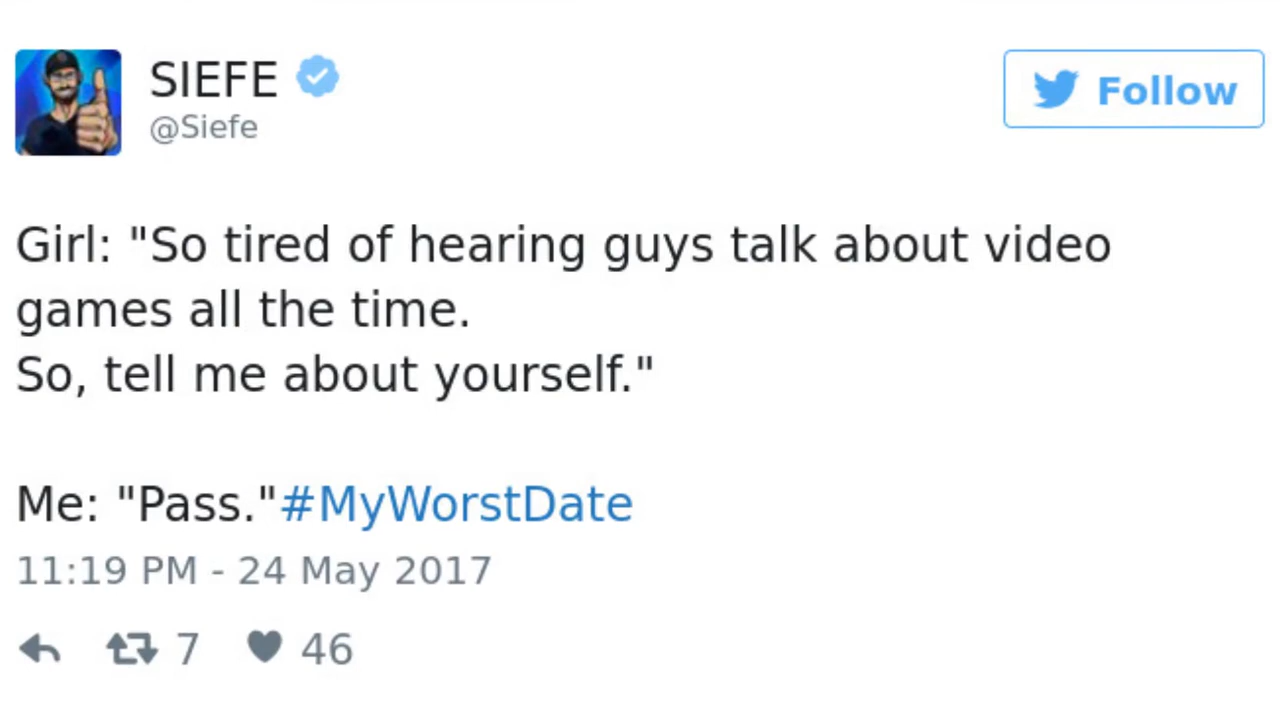 SIEFE
@Siefe
Follow
Girl: "So tired of hearing guys talk about video
games all the time.
So, tell me about yourself."
Me: "Pass."#MyWorstDate
11:19 PM - 24 May 2017
7 46